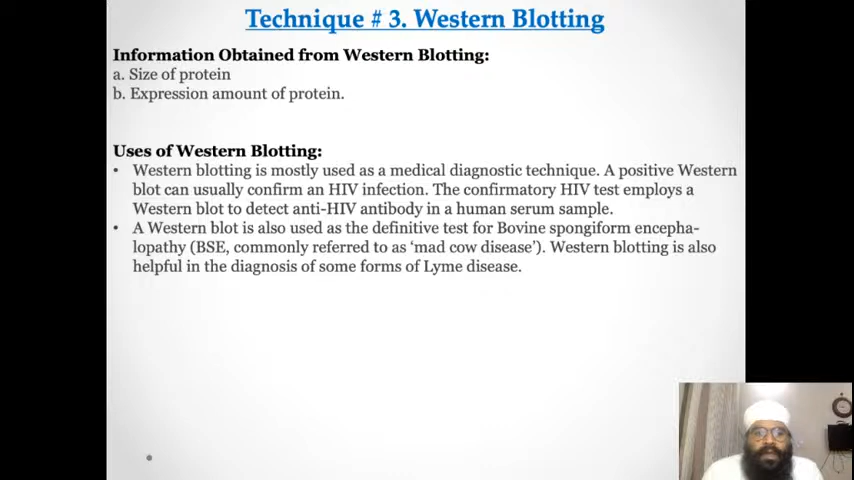 Technique # 3. Western Blotting
Information Obtained from Western Blotting:
a. Size of protein
b. Expression amount of protein.
Uses of Western Blotting:
• Western blotting is mostly used as a medical diagnostic technique. A positive Western
blot can usually confirm an HIV infection. The confirmatory HIV test employs a
Western blot to detect anti-HIV antibody in a human serum sample.
• A Western blot is also used as the definitive test for Bovine spongiform encepha-
lopathy (BSE, commonly referred to as ‘mad cow disease’). Western blotting is also
helpful in the diagnosis of some forms of Lyme disease.